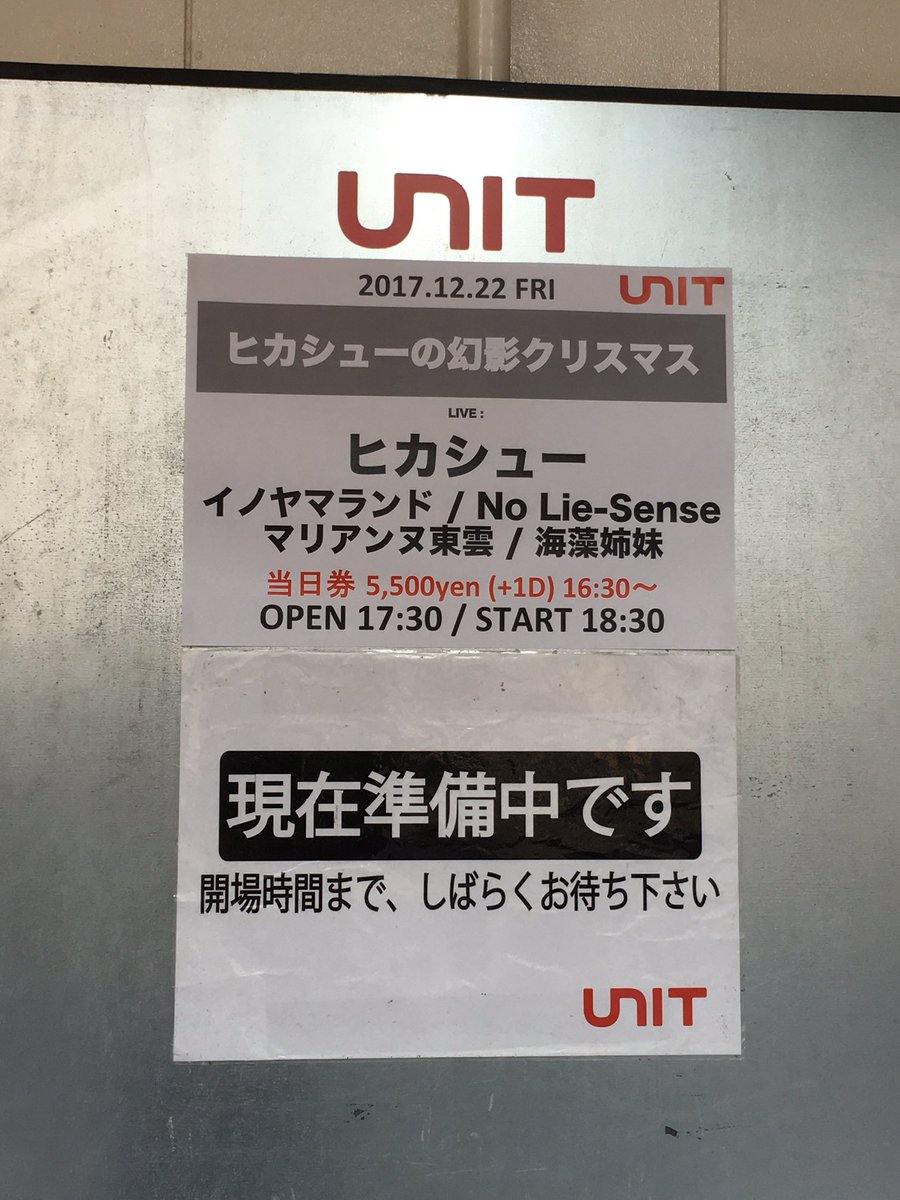 UNIT
2017.12.22 FRI
UNIT
ヒカシューの幻影クリスマス
LIVE :
ヒカシュー
イノヤマランド / No Lie-Sense
マリアンヌ東雲 / 海藻姉妹
当日券 5,500yen (+1D) 16:30～
OPEN 17:30 / START 18:30
現在準備中です
開場時間まで、しばらくお待ち下さい
UNIT